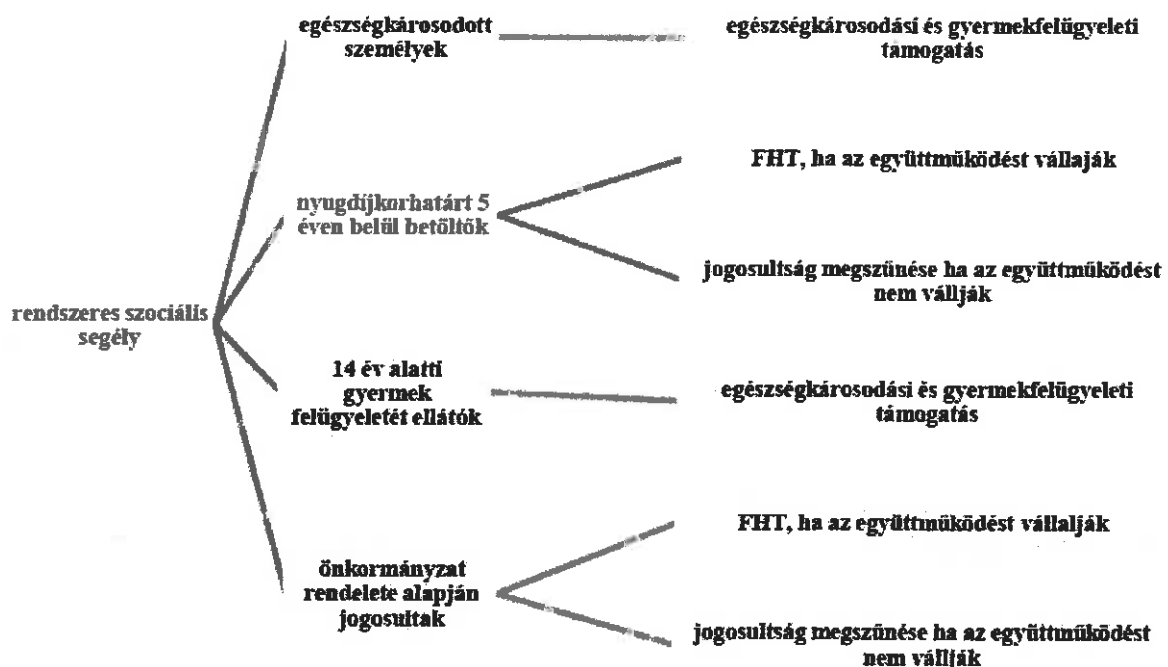 egészségkárosodott
személyek
egészségkárosodási és gyermekfelügyeleti
támogatás
FHT, ha az együttműködést vállaják
nyugdíjkorhatárt 5
éven belül betöltők
jogosultság megszűnése ha az együttműködést
nem vállják
rendszeres szociális
segély
14 év alatti
gyermek
felügyeletét ellátók
egészségkárosodási és gyermekfelügyeleti
támogatás
FHT, ha az együttműködést vállalják
önkormányzat
rendelete alapján
jogosultak
jogosultság megszűnése ha az együttműködést
nem vállják